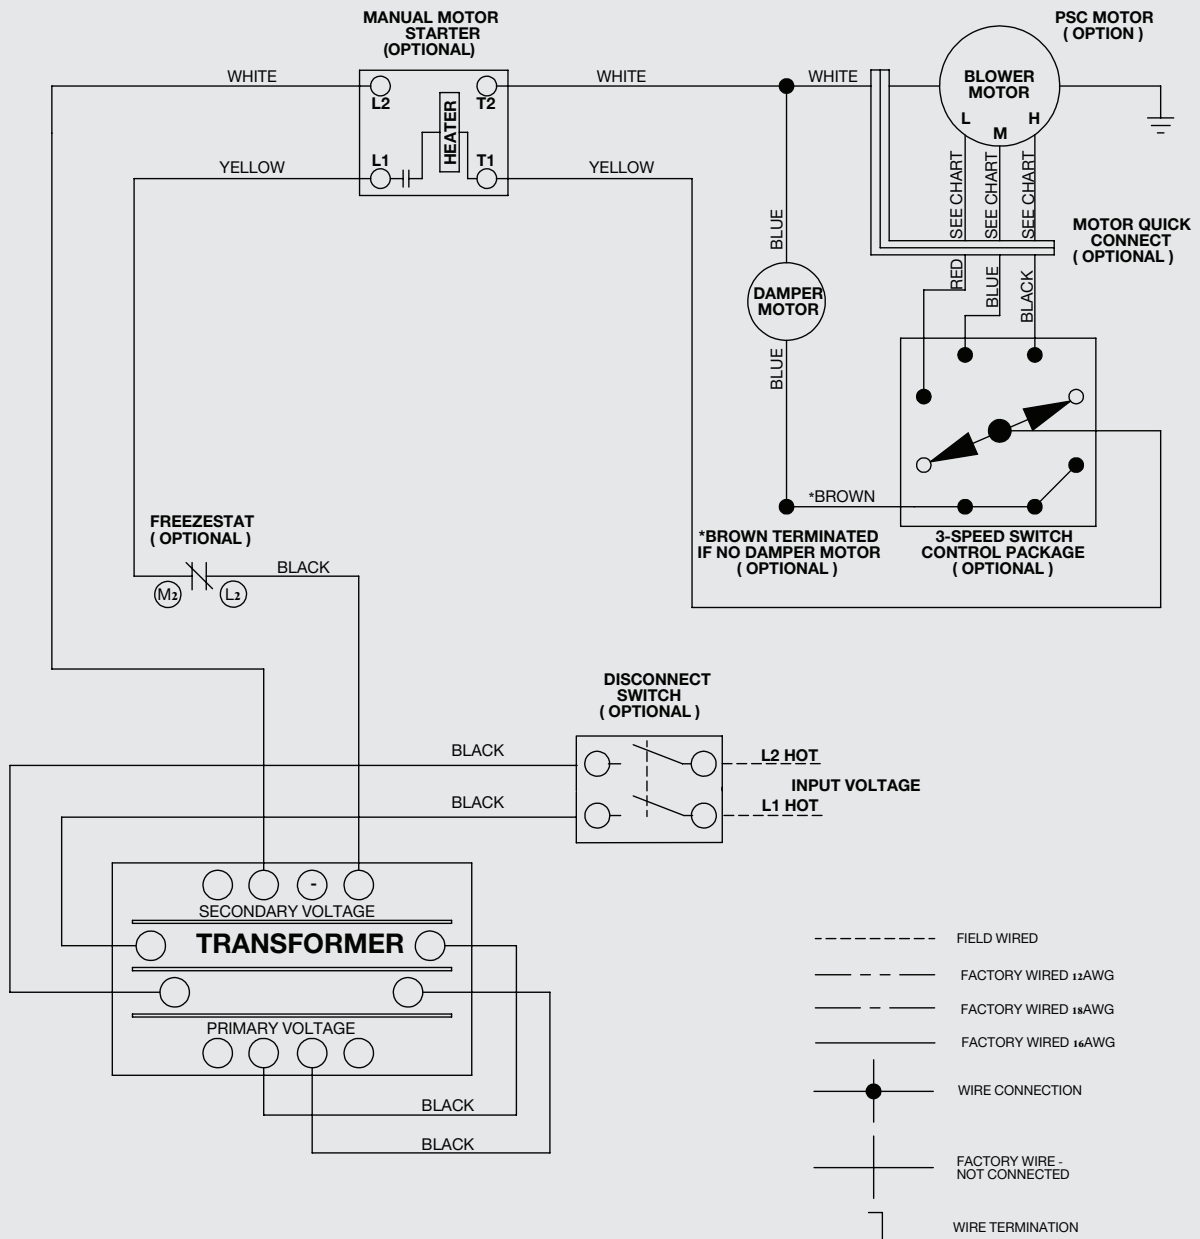 MANUAL MOTOR
STARTER
(OPTIONAL)
PSC MOTOR
( OPTION )
WHITE
WHITE
WHITE
BLOWER
MOTOR
L2
T2
HEATER
L
M
H
L1
T1
YELLOW
YELLOW
SEE CHART
SEE CHART
SEE CHART
BLUE
MOTOR QUICK
CONNECT
( OPTIONAL )
RED
BLUE
BLACK
DAMPER
MOTOR
BLUE
*BROWN
FREEZESTAT
( OPTIONAL )
*BROWN TERMINATED
IF NO DAMPER MOTOR
( OPTIONAL )
3-SPEED SWITCH
CONTROL PACKAGE
( OPTIONAL )
BLACK
M2
L2
DISCONNECT
SWITCH
( OPTIONAL )
BLACK
L2 HOT
INPUT VOLTAGE
BLACK
L1 HOT
-
SECONDARY VOLTAGE
TRANSFORMER
PRIMARY VOLTAGE
BLACK
BLACK
FIELD WIRED
FACTORY WIRED 12AWG
FACTORY WIRED 18AWG
FACTORY WIRED 16AWG
WIRE CONNECTION
FACTORY WIRE -
NOT CONNECTED
WIRE TERMINATION